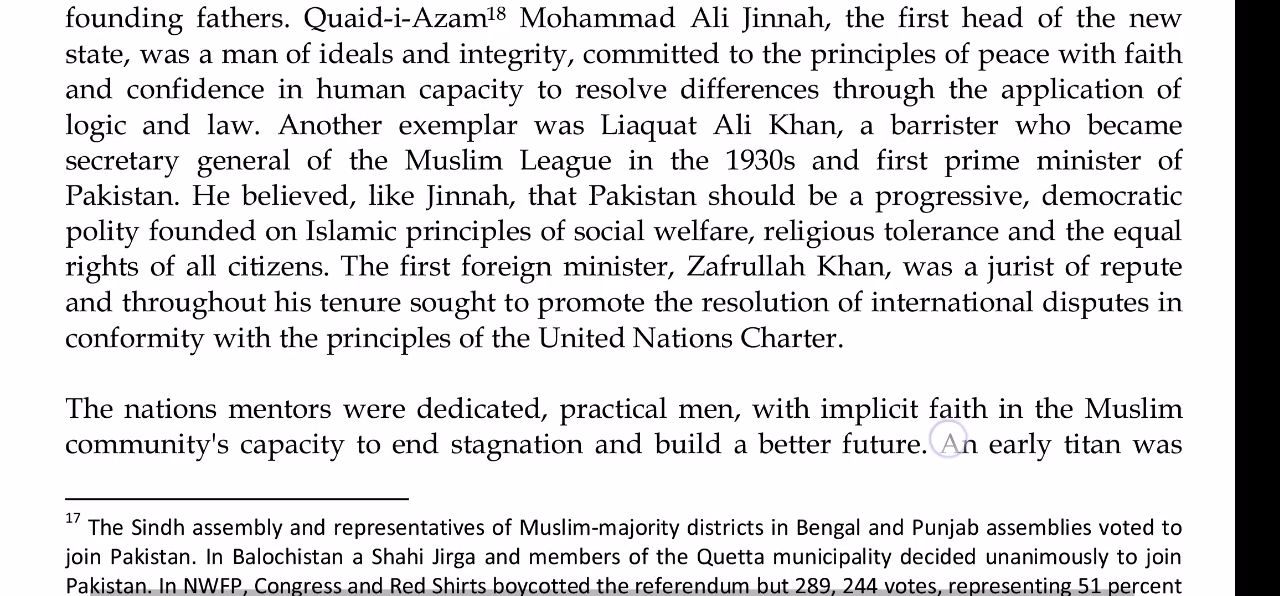 founding fathers. Quaid-i-Azam¹⁸ Mohammad Ali Jinnah, the first head of the new
state, was a man of ideals and integrity, committed to the principles of peace with faith
and confidence in human capacity to resolve differences through the application of
logic and law. Another exemplar was Liaquat Ali Khan, a barrister who became
secretary general of the Muslim League in the 1930s and first prime minister of
Pakistan. He believed, like Jinnah, that Pakistan should be a progressive, democratic
polity founded on Islamic principles of social welfare, religious tolerance and the equal
rights of all citizens. The first foreign minister, Zafrullah Khan, was a jurist of repute
and throughout his tenure sought to promote the resolution of international disputes in
conformity with the principles of the United Nations Charter.
The nations mentors were dedicated, practical men, with implicit faith in the Muslim
community's capacity to end stagnation and build a better future. An early titan was
¹⁷ The Sindh assembly and representatives of Muslim-majority districts in Bengal and Punjab assemblies voted to
join Pakistan. In Balochistan a Shahi Jirga and members of the Quetta municipality decided unanimously to join
Pakistan. In NWFP, Congress and Red Shirts boycotted the referendum but 289, 244 votes, representing 51 percent